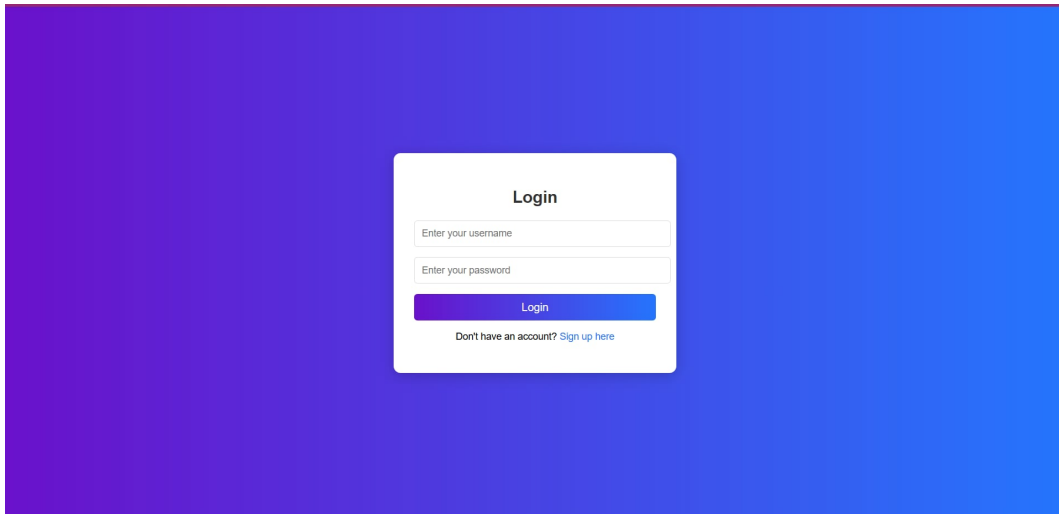 Login
Enter your username
Enter your password
Login
Don't have an account? Sign up here